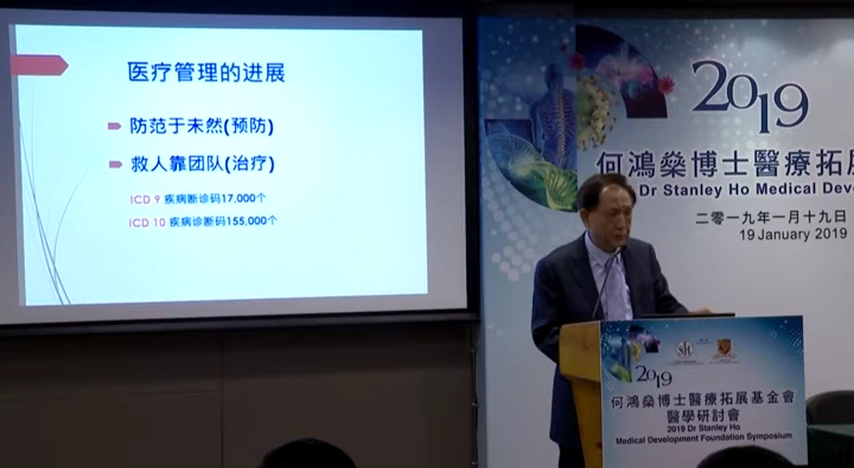 医疗管理的进展
防范于未然(预防)
救人靠团队(治疗)
ICD 9 疾病断诊码17,000个
ICD 10 疾病诊断码155,000个
2019
何鴻燊博士醫療拓展
Dr Stanley Ho Medical Deve
二零一九年一月十九日
19 January 2019
2019
何鴻燊博士醫療拓展基金會
醫學研討會
2019 Dr Stanley Ho
Medical Development Foundation Symposium